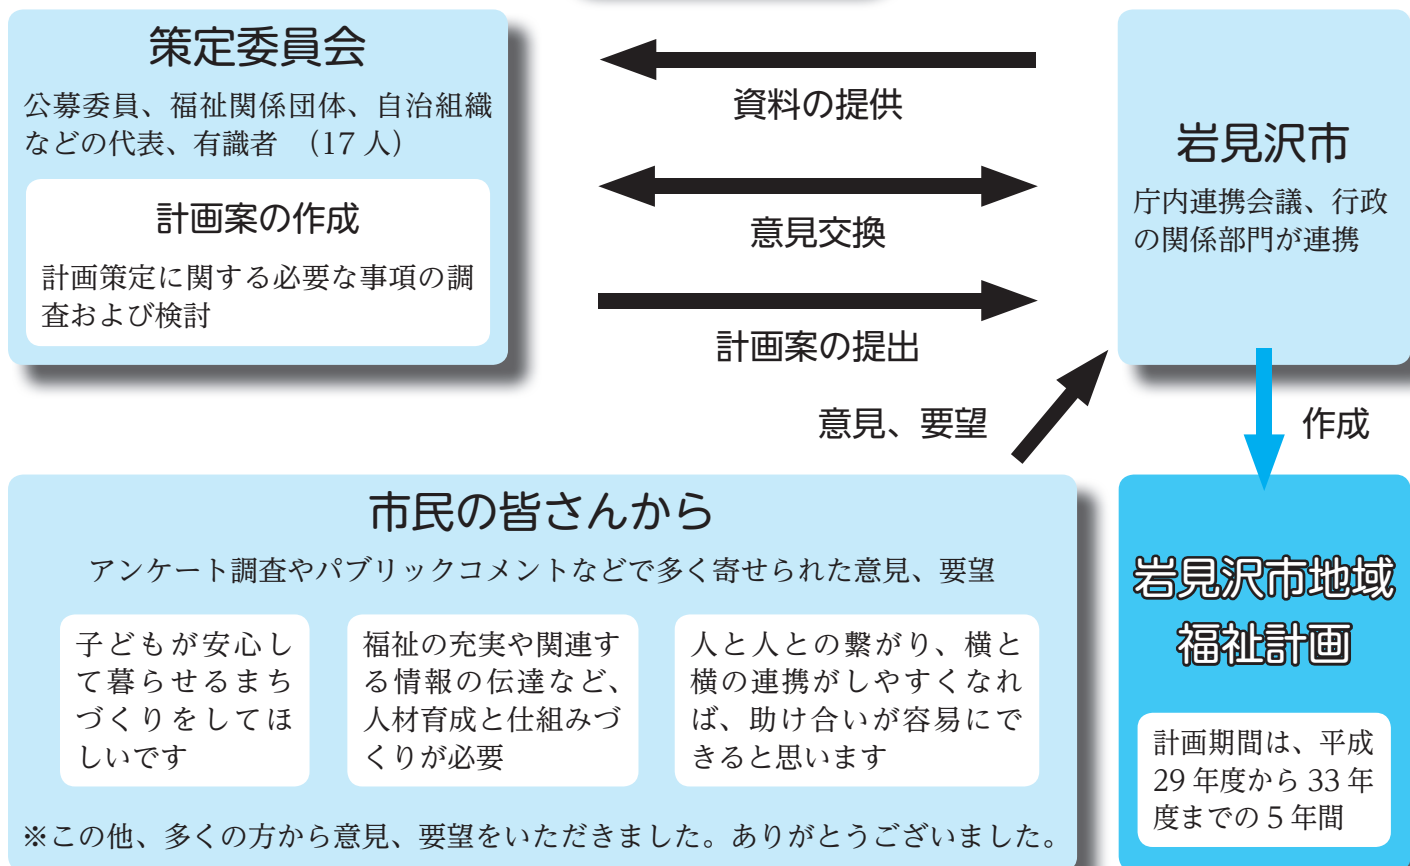 策定委員会
公募委員、福祉関係団体、自治組織
などの代表、有識者 （17 人）
計画案の作成
計画策定に関する必要な事項の調
査および検討
資料の提供
意見交換
計画案の提出
岩見沢市
庁内連携会議、行政
の関係部門が連携
意見、要望
作成
市民の皆さんから
アンケート調査やパブリックコメントなどで多く寄せられた意見、要望
子どもが安心し
て暮らせるまち
づくりをしてほ
しいです
福祉の充実や関連す
る情報の伝達など、
人材育成と仕組みづ
くりが必要
人と人との繋がり、横と
横の連携がしやすくなれ
ば、助け合いが容易にで
きると思います
※この他、多くの方から意見、要望をいただきました。ありがとうございました。
岩見沢市地域
福祉計画
計画期間は、平成
29 年度から 33 年
度までの 5 年間